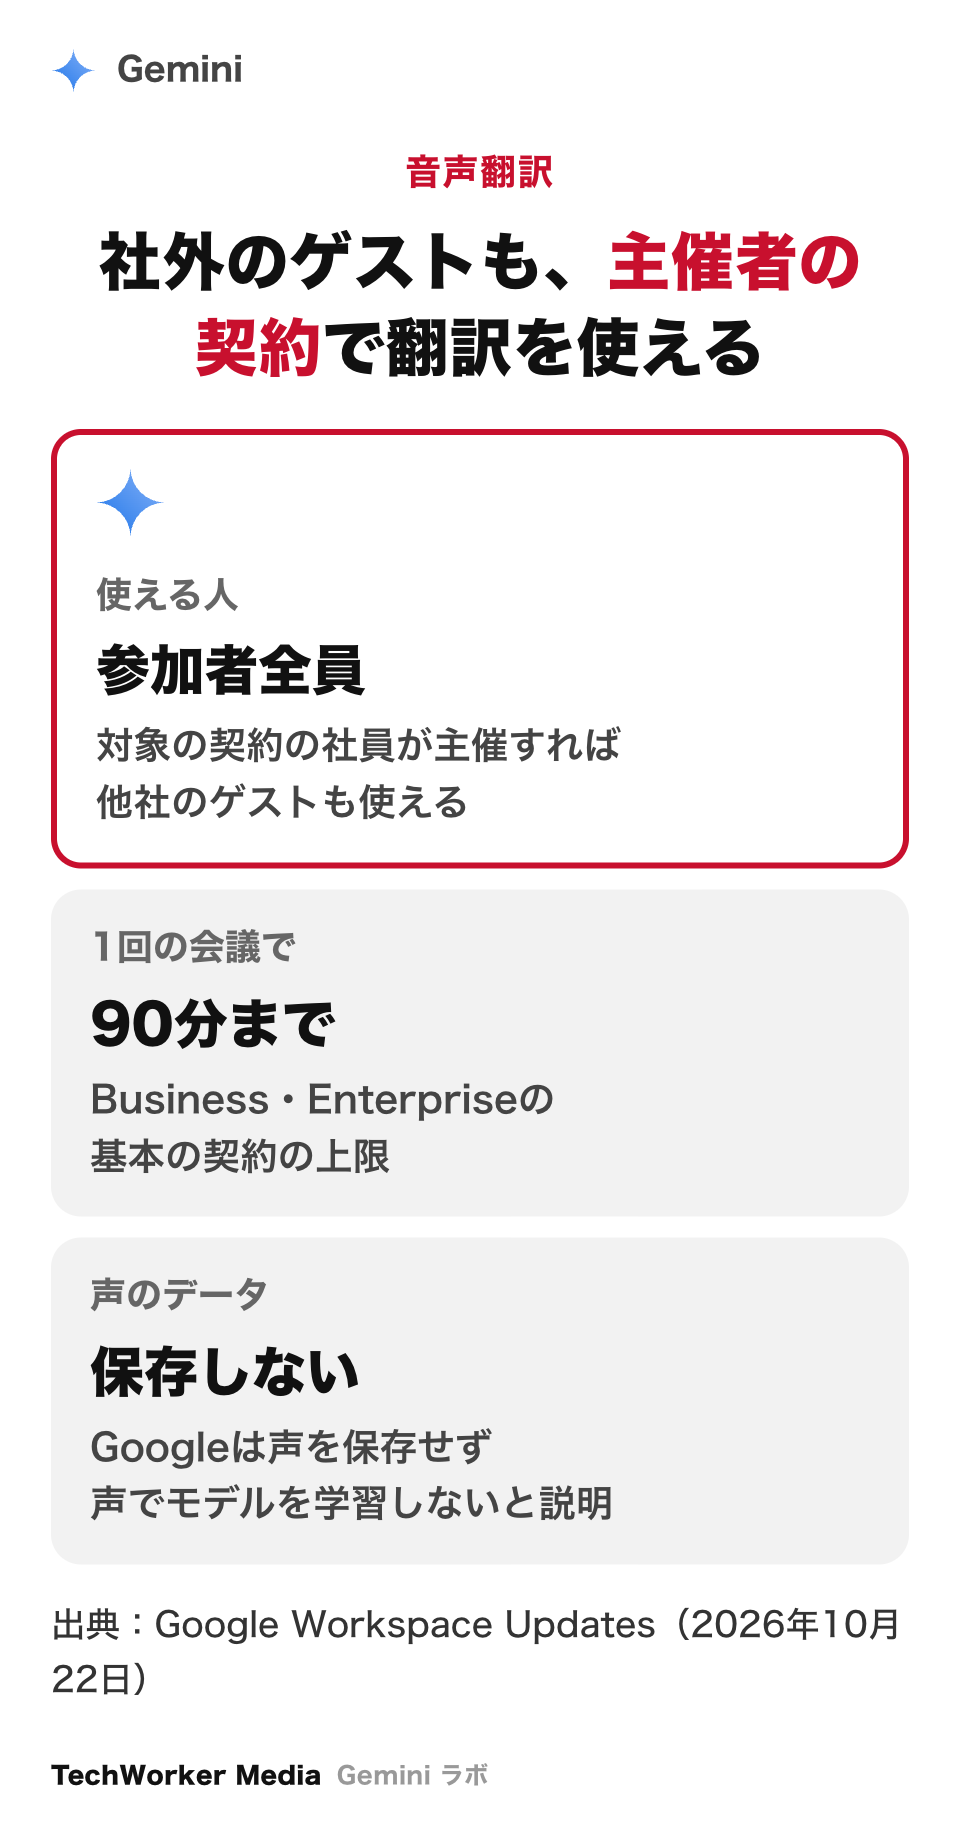 Gemini
音声翻訳
社外のゲストも、主催者の
契約で翻訳を使える
使える人
参加者全員
対象の契約の社員が主催すれば
他社のゲストも使える
1回の会議で
90分まで
Business・Enterpriseの
基本の契約の上限
声のデータ
保存しない
Googleは声を保存せず
声でモデルを学習しないと説明
出典：Google Workspace Updates（2026年10月
22日）
TechWorker Media Gemini ラボ